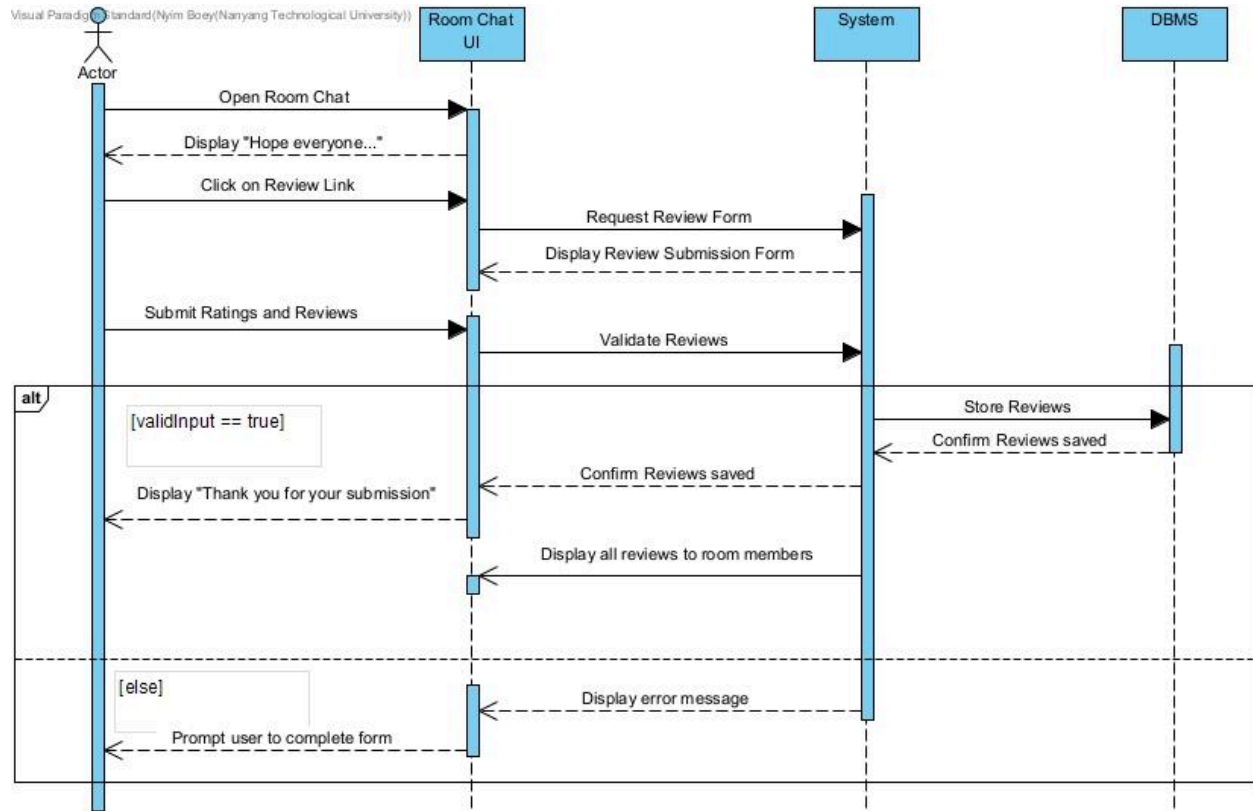 Visual Paradigm Standard(Nyim Boey(Nanyang Technological University))
Room Chat
UI
System
DBMS
Actor
Open Room Chat
Display "Hope everyone..."
Click on Review Link
Request Review Form
Display Review Submission Form
Submit Ratings and Reviews
Validate Reviews
alt
[validInput == true]
Store Reviews
Confirm Reviews saved
Confirm Reviews saved
Display "Thank you for your submission"
Display all reviews to room members
[else]
Display error message
Prompt user to complete form